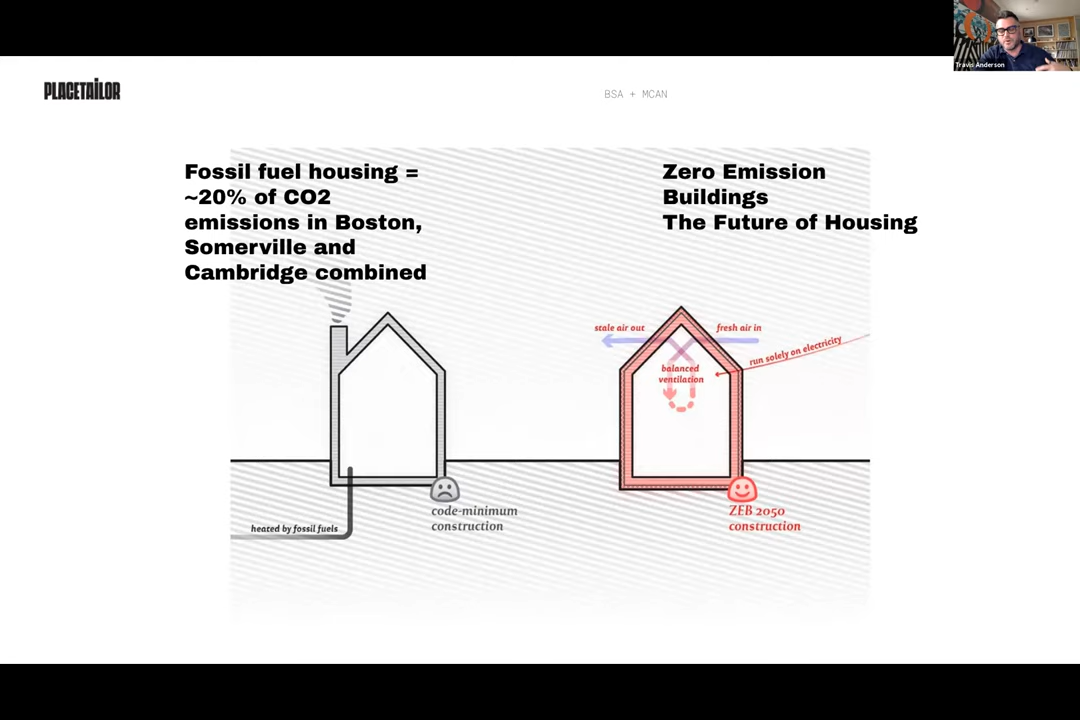 Travis Anderson
PLACETAILOR
BSA + MCAN
Fossil fuel housing =
~20% of CO2
emissions in Boston,
Somerville and
Cambridge combined
Zero Emission
Buildings
The Future of Housing
stale air out
fresh air in
run solely on electricity
balanced
ventilation
heated by fossil fuels
code-minimum
construction
ZEB 2050
construction